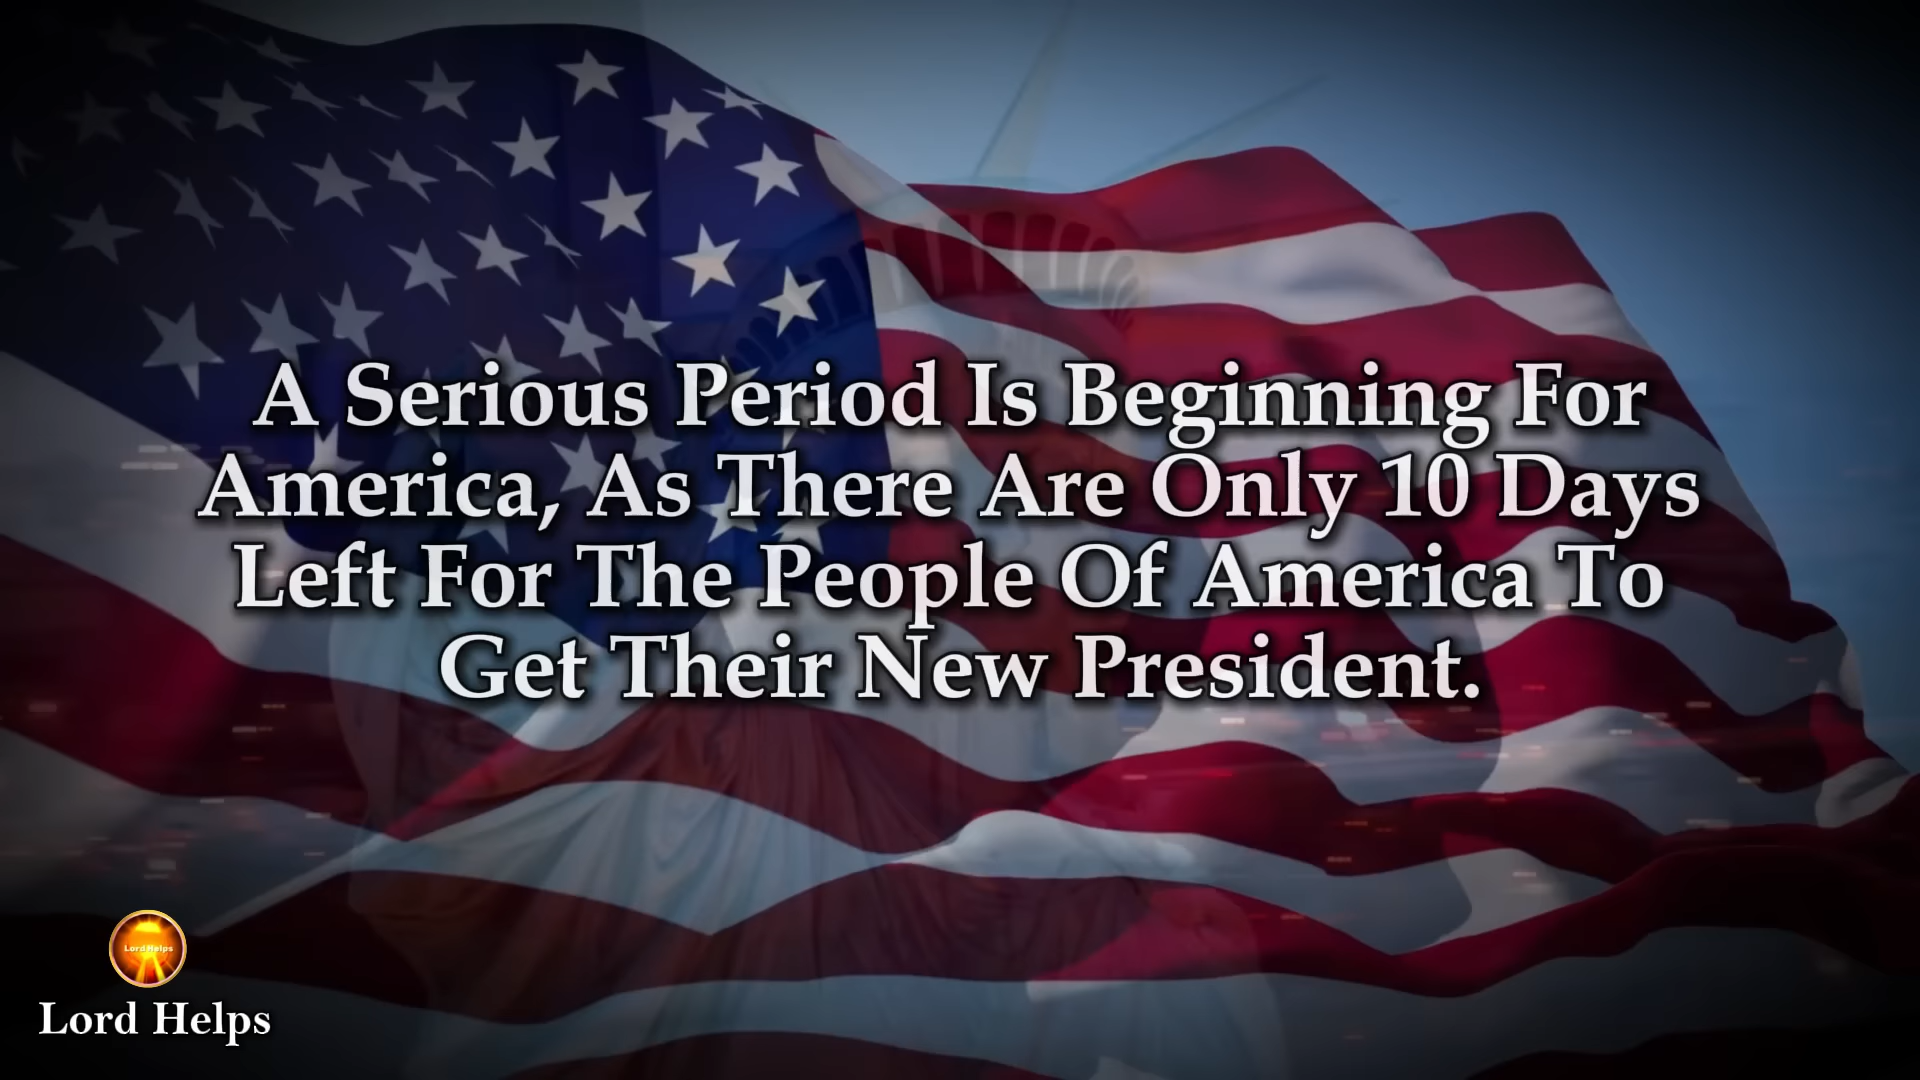 A Serious Period Is Beginning For
America, As There Are Only 10 Days
Left For The People Of America To
Get Their New President.
Lord Helps
Lord Helps